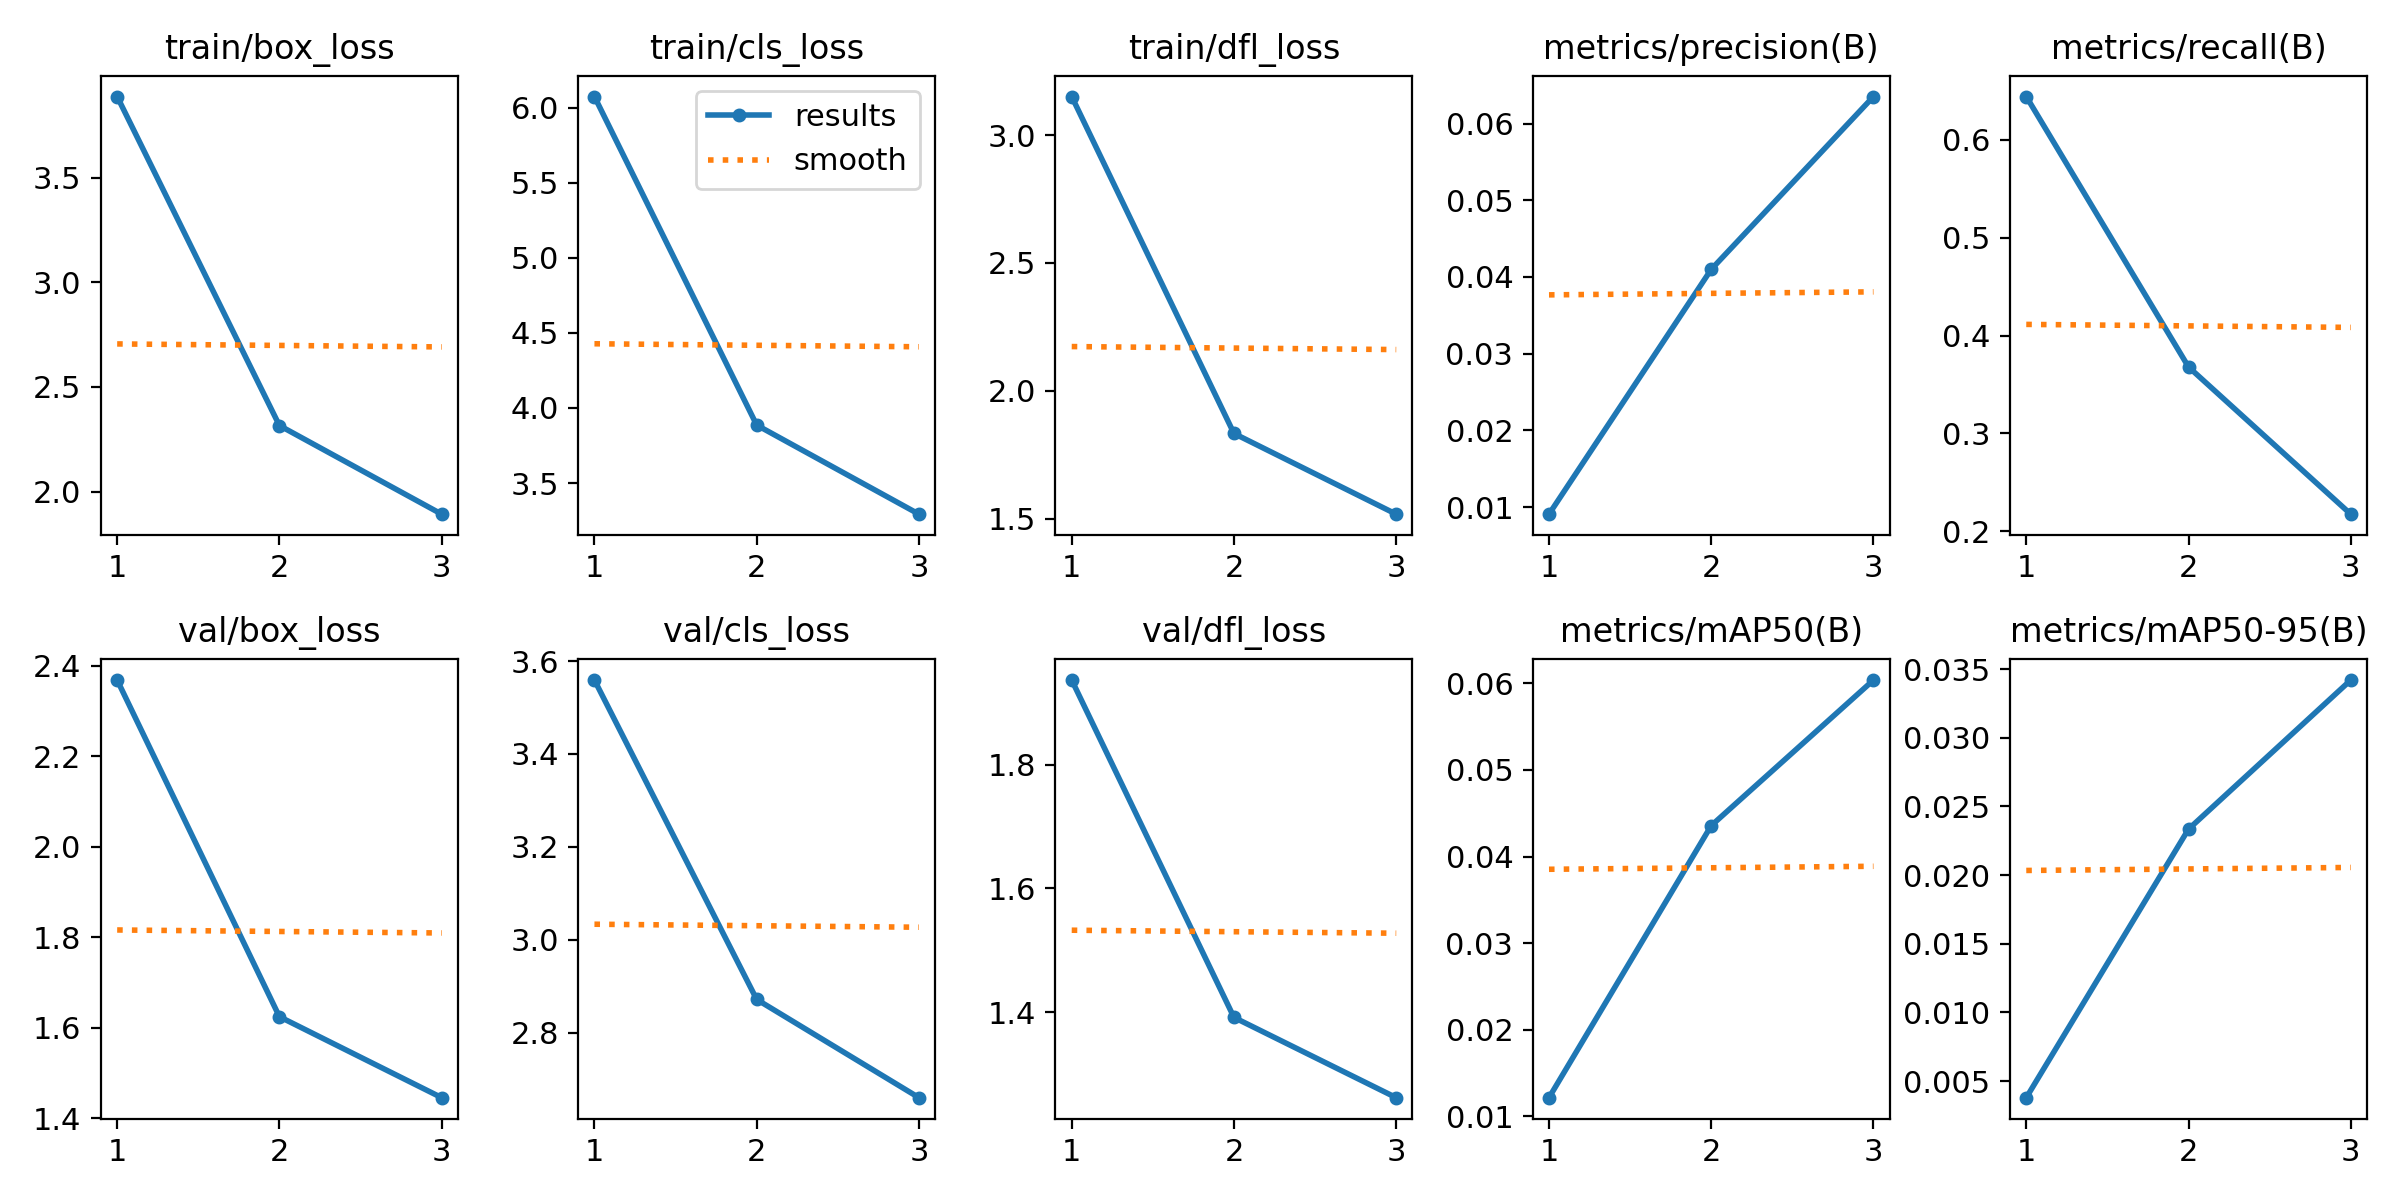 train/box_loss
3.5
3.0
2.5
2.0
1 2 3
train/cls_loss
results
smooth
6.0
5.5
5.0
4.5
4.0
3.5
1 2 3
train/dfl_loss
3.0
2.5
2.0
1.5
1 2 3
metrics/precision(B)
0.06
0.05
0.04
0.03
0.02
0.01
1 2 3
metrics/recall(B)
0.6
0.5
0.4
0.3
0.2
1 2 3
val/box_loss
2.4
2.2
2.0
1.8
1.6
1.4
1 2 3
val/cls_loss
3.6
3.4
3.2
3.0
2.8
1 2 3
val/dfl_loss
1.8
1.6
1.4
1 2 3
metrics/mAP50(B)
0.06
0.05
0.04
0.03
0.02
0.01
1 2 3
metrics/mAP50-95(B)
0.035
0.030
0.025
0.020
0.015
0.010
0.005
1 2 3